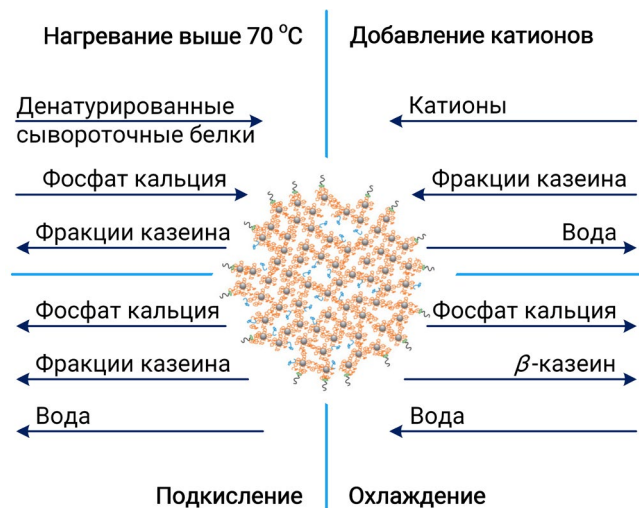 Нагревание выше 70 °C
Добавление катионов
Денатурированные
сывороточные белки
Фосфат кальция
Фракции казеина
Катионы
Фракции казеина
Вода
Фосфат кальция
Фракции казеина
Вода
Фосфат кальция
β-казеин
Вода
Подкисление
Охлаждение